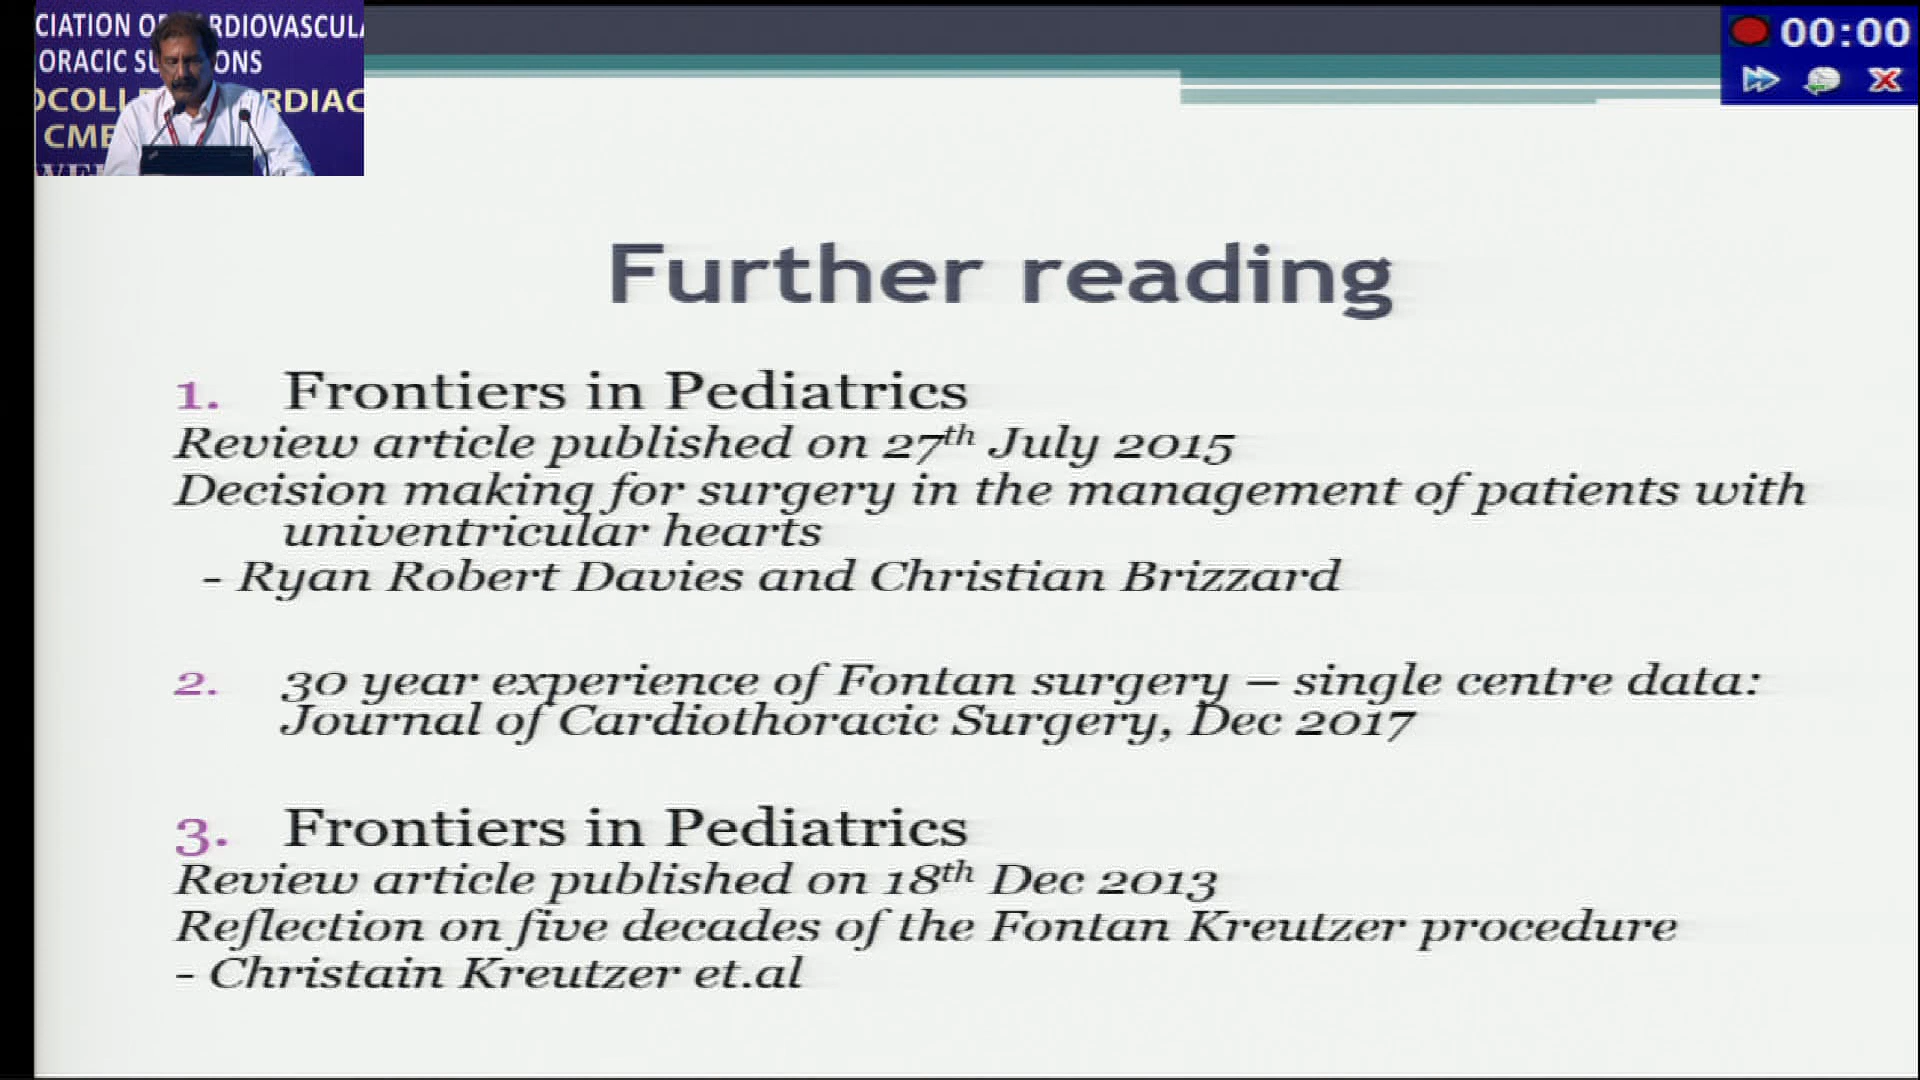 CIATION OF CARDIOVASCULA
ORACIC SU ONS
OCOLL RDIAC
CME
00:00
Further reading
1. Frontiers in Pediatrics
Review article published on 27th July 2015
Decision making for surgery in the management of patients with
univentricular hearts
- Ryan Robert Davies and Christian Brizzard
2. 30 year experience of Fontan surgery – single centre data:
Journal of Cardiothoracic Surgery, Dec 2017
3. Frontiers in Pediatrics
Review article published on 18th Dec 2013
Reflection on five decades of the Fontan Kreutzer procedure
- Christain Kreutzer et.al